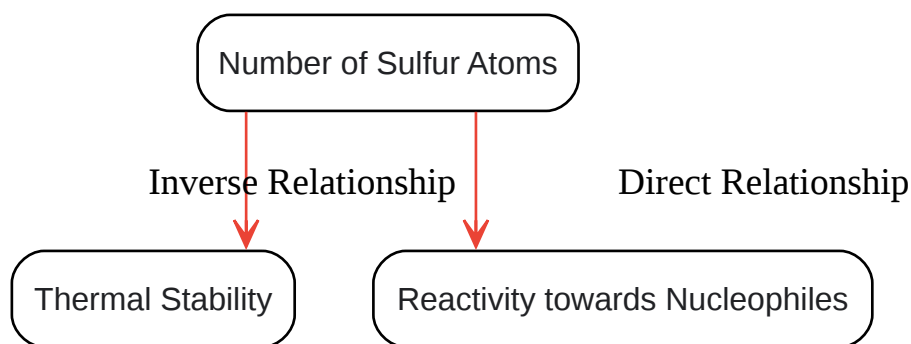 Number of Sulfur Atoms
Inverse Relationship
Direct Relationship
Thermal Stability
Reactivity towards Nucleophiles